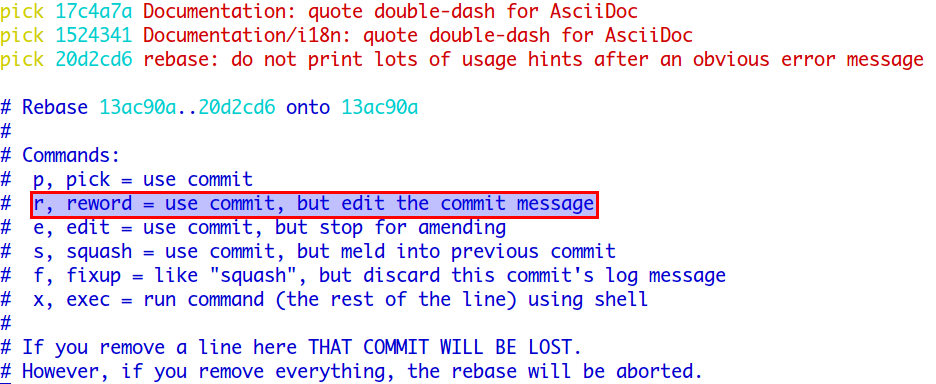 pick 17c4a7a Documentation: quote double-dash for AsciiDoc
pick 1524341 Documentation/i18n: quote double-dash for AsciiDoc
pick 20d2cd6 rebase: do not print lots of usage hints after an obvious error message
# Rebase 13ac90a..20d2cd6 onto 13ac90a
#
# Commands:
#  p, pick = use commit
#  r, reword = use commit, but edit the commit message
#  e, edit = use commit, but stop for amending
#  s, squash = use commit, but meld into previous commit
#  f, fixup = like "squash", but discard this commit's log message
#  x, exec = run command (the rest of the line) using shell
#
# If you remove a line here THAT COMMIT WILL BE LOST.
# However, if you remove everything, the rebase will be aborted.